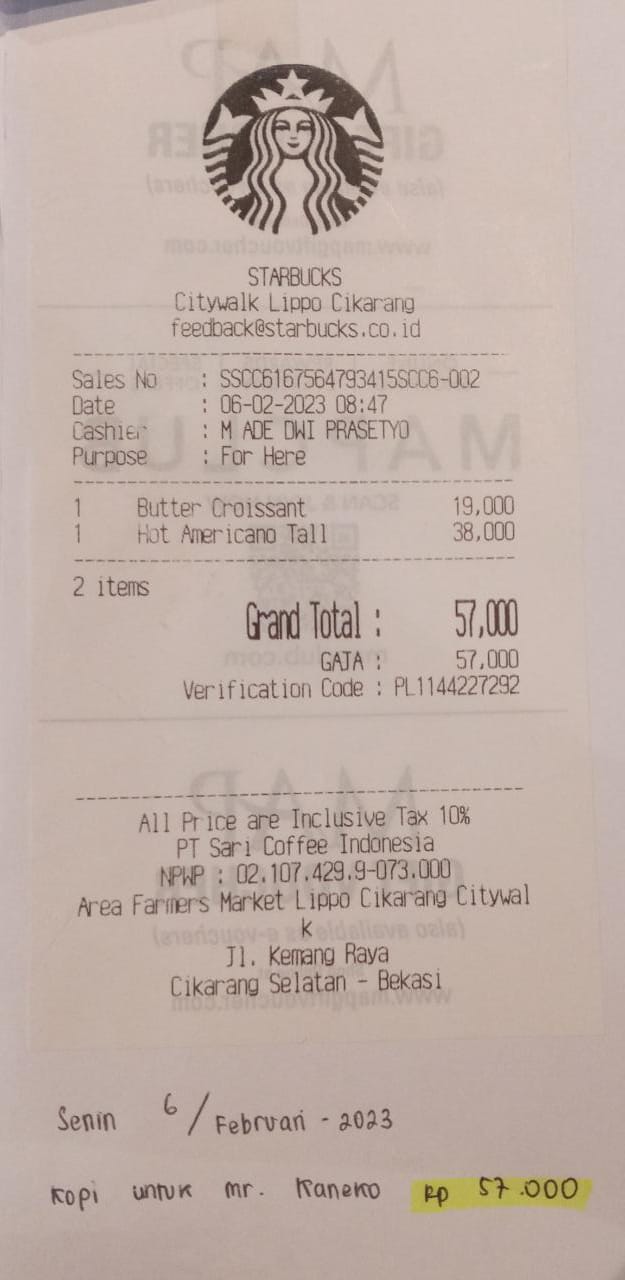 STARBUCKS
Citywalk Lippo Cikarang
feedback@starbucks.co.id
Sales No : SSCC6167564793415SCC6-002
Date : 06-02-2023 08:47
Cashier : M ADE DWI PRASETYO
Purpose : For Here
1 Butter Croissant 19,000
1 Hot Americano Tall 38,000
2 items
Grand Total : 57,000
GATA : 57,000
Verification Code : PL1144227292
All Price are Inclusive Tax 10%
PT Sari Coffee Indonesia
NPWP : 02.107.429.9-073.000
Area Farmers Market Lippo Cikarang Citywal
k
Jl. Kemang Raya
Cikarang Selatan - Bekasi
Senin 6/Februari - 2023
Kopi untuk mr. Kaneko Rp 57.000